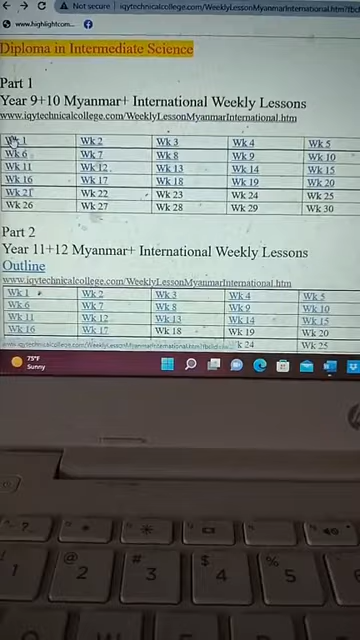 Not secure | iqytechnicalcollege.com/WeeklyLessonMyanmarInternational.htm?fbcl
www.highlightcom...
Diploma in Intermediate Science
Part 1
Year 9+10 Myanmar+ International Weekly Lessons
www.iqytechnicalcollege.com/WeeklyLessonMyanmarInternational.htm
Wk 1 Wk 2 Wk 3 Wk 4 Wk 5
Wk 6 Wk 7 Wk 8 Wk 9 Wk 10
Wk 11 Wk 12 Wk 13 Wk 14 Wk 15
Wk 16 Wk 17 Wk 18 Wk 19 Wk 20
Wk 21 Wk 22 Wk 23 Wk 24 Wk 25
Wk 26 Wk 27 Wk 28 Wk 29 Wk 30
Part 2
Year 11+12 Myanmar+ International Weekly Lessons
Outline
www.iqytechnicalcollege.com/WeeklyLessonMyanmarInternational.htm
Wk 1 Wk 2 Wk 3 Wk 4 Wk 5
Wk 6 Wk 7 Wk 8 Wk 9 Wk 10
Wk 11 Wk 12 Wk 13 Wk 14 Wk 15
Wk 16 Wk 17 Wk 18 Wk 19 Wk 20
k 24 Wk 25
75°F
Sunny
?
! @ # $ %
1 2 3 4 5